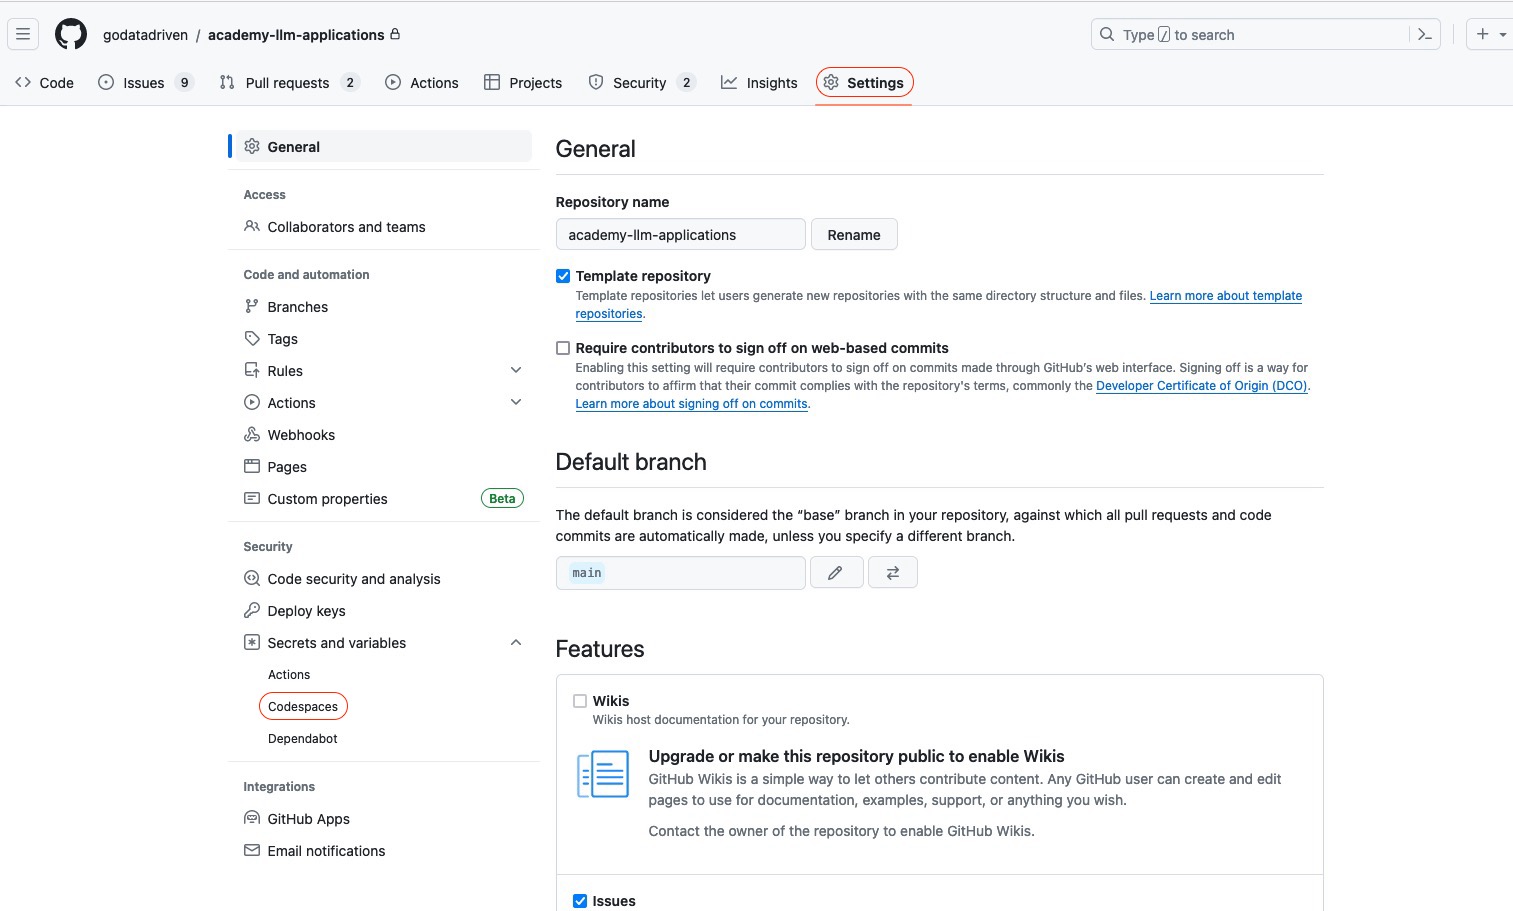 godatadriven / academy-llm-applications
Type / to search
Code
Issues 9
Pull requests 2
Actions
Projects
Security 2
Insights
Settings
General
Access
Collaborators and teams
Code and automation
Branches
Tags
Rules
Actions
Webhooks
Pages
Custom properties Beta
Security
Code security and analysis
Deploy keys
Secrets and variables
Actions
Codespaces
Dependabot
Integrations
GitHub Apps
Email notifications
General
Repository name
academy-llm-applications Rename
Template repository
Template repositories let users generate new repositories with the same directory structure and files. Learn more about template
repositories.
Require contributors to sign off on web-based commits
Enabling this setting will require contributors to sign off on commits made through GitHub's web interface. Signing off is a way for
contributors to affirm that their commit complies with the repository's terms, commonly the Developer Certificate of Origin (DCO).
Learn more about signing off on commits.
Default branch
The default branch is considered the “base” branch in your repository, against which all pull requests and code
commits are automatically made, unless you specify a different branch.
main
Features
Wikis
Wikis host documentation for your repository.
Upgrade or make this repository public to enable Wikis
GitHub Wikis is a simple way to let others contribute content. Any GitHub user can create and edit
pages to use for documentation, examples, support, or anything you wish.
Contact the owner of the repository to enable GitHub Wikis.
Issues